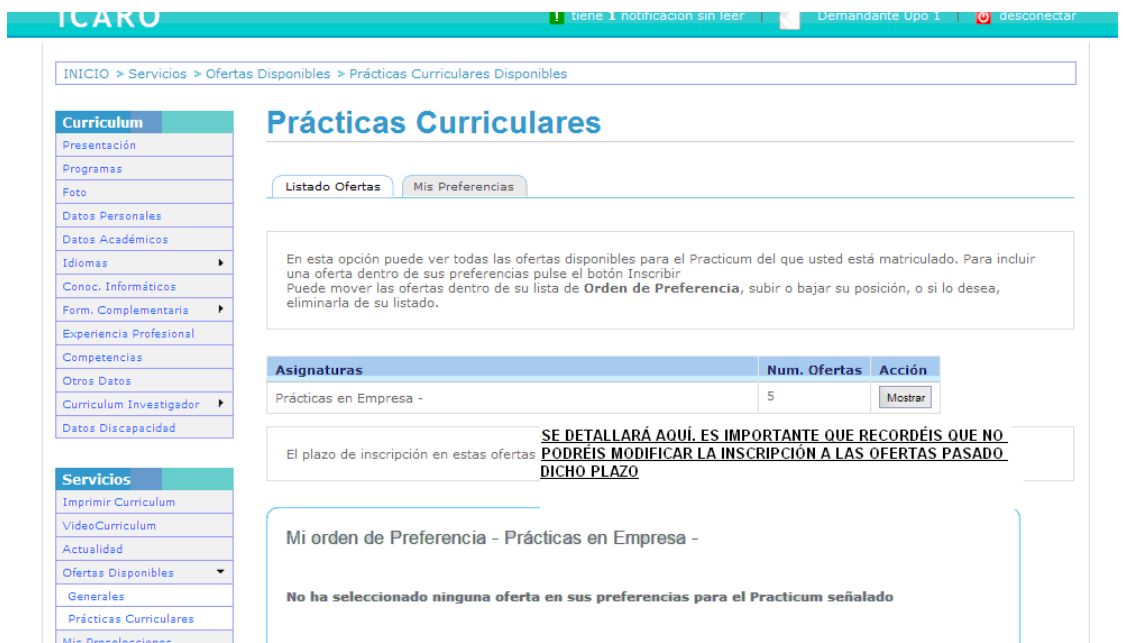 ICARO
! tiene 1 notificación sin leer | Demandante Upo 1 | desconectar
INICIO > Servicios > Ofertas Disponibles > Prácticas Curriculares Disponibles
Curriculum
Presentación
Programas
Foto
Datos Personales
Datos Académicos
Idiomas
Conoc. Informáticos
Form. Complementaria
Experiencia Profesional
Competencias
Otros Datos
Curriculum Investigador
Datos Discapacidad
Servicios
Imprimir Curriculum
VideoCurriculum
Actualidad
Ofertas Disponibles
Generales
Prácticas Curriculares
Mis Preselecciones
Prácticas Curriculares
Listado Ofertas
Mis Preferencias
En esta opción puede ver todas las ofertas disponibles para el Practicum del que usted está matriculado. Para incluir
una oferta dentro de sus preferencias pulse el botón Inscribir
Puede mover las ofertas dentro de su lista de Orden de Preferencia, subir o bajar su posición, o si lo desea,
eliminarla de su listado.
Asignaturas Num. Ofertas Acción
Prácticas en Empresa - 5 Mostrar
El plazo de inscripción en estas ofertas
SE DETALLARÁ AQUÍ. ES IMPORTANTE QUE RECORDÉIS QUE NO
PODRÉIS MODIFICAR LA INSCRIPCIÓN A LAS OFERTAS PASADO
DICHO PLAZO
Mi orden de Preferencia - Prácticas en Empresa -
No ha seleccionado ninguna oferta en sus preferencias para el Practicum señalado